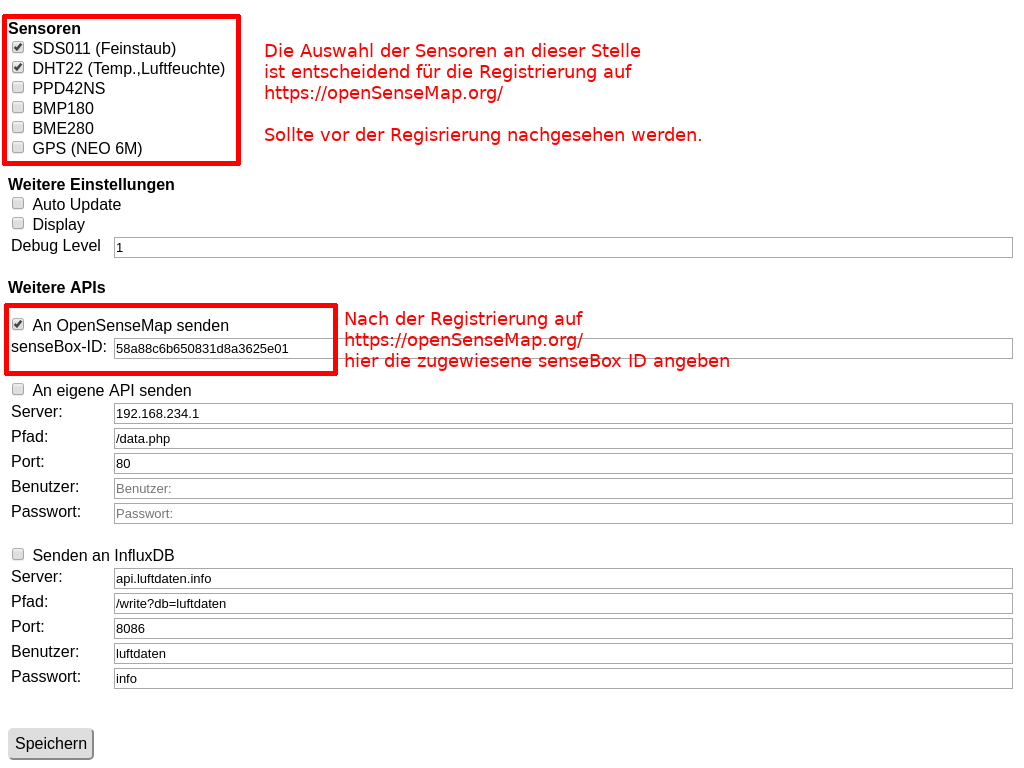 Sensoren
SDS011 (Feinstaub)
DHT22 (Temp.,Luftfeuchte)
PPD42NS
BMP180
BME280
GPS (NEO 6M)
Die Auswahl der Sensoren an dieser Stelle
ist entscheidend für die Registrierung auf
https://openSenseMap.org/
Sollte vor der Regisrierung nachgesehen werden.
Weitere Einstellungen
Auto Update
Display
Debug Level 1
Weitere APIs
An OpenSenseMap senden
senseBox-ID: 58a88c6b650831d8a3625e01
Nach der Registrierung auf
https://openSenseMap.org/
hier die zugewiesene senseBox ID angeben
An eigene API senden
Server: 192.168.234.1
Pfad: /data.php
Port: 80
Benutzer: Benutzer:
Passwort: Passwort:
Senden an InfluxDB
Server: api.luftdaten.info
Pfad: /write?db=luftdaten
Port: 8086
Benutzer: luftdaten
Passwort: info
Speichern